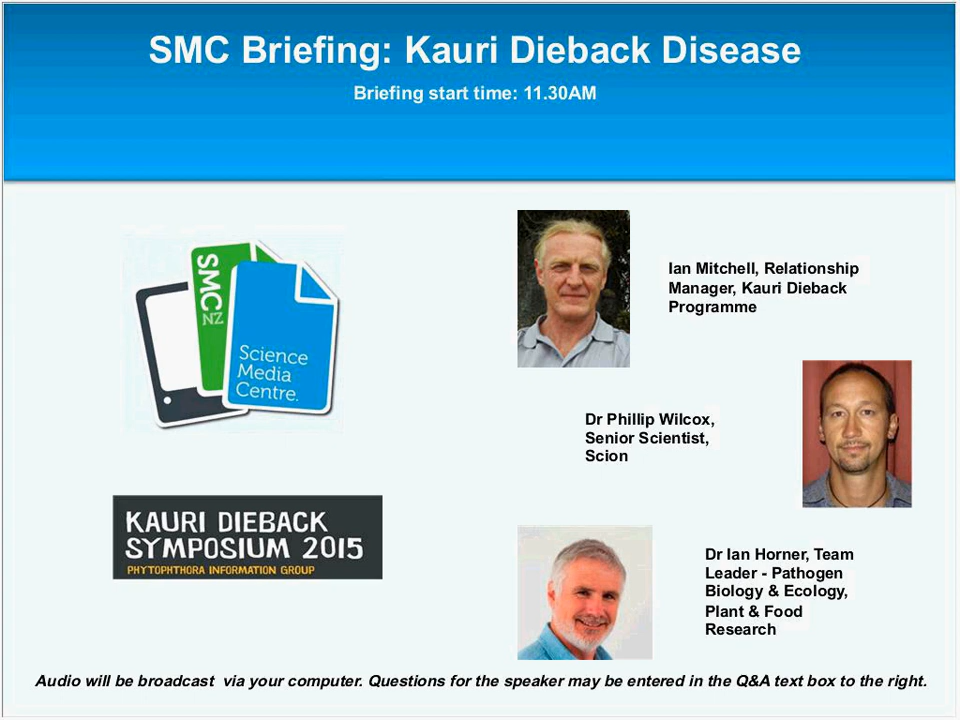 SMC Briefing: Kauri Dieback Disease
Briefing start time: 11.30AM
SMC
NZ
Science
Media
Centre.
Ian Mitchell, Relationship
Manager, Kauri Dieback
Programme
Dr Phillip Wilcox,
Senior Scientist,
Scion
KAURI DIEBACK
SYMPOSIUM 2015
PHYTOPHTHORA INFORMATION GROUP
Dr Ian Horner, Team
Leader - Pathogen
Biology & Ecology,
Plant & Food
Research
Audio will be broadcast via your computer. Questions for the speaker may be entered in the Q&A text box to the right.